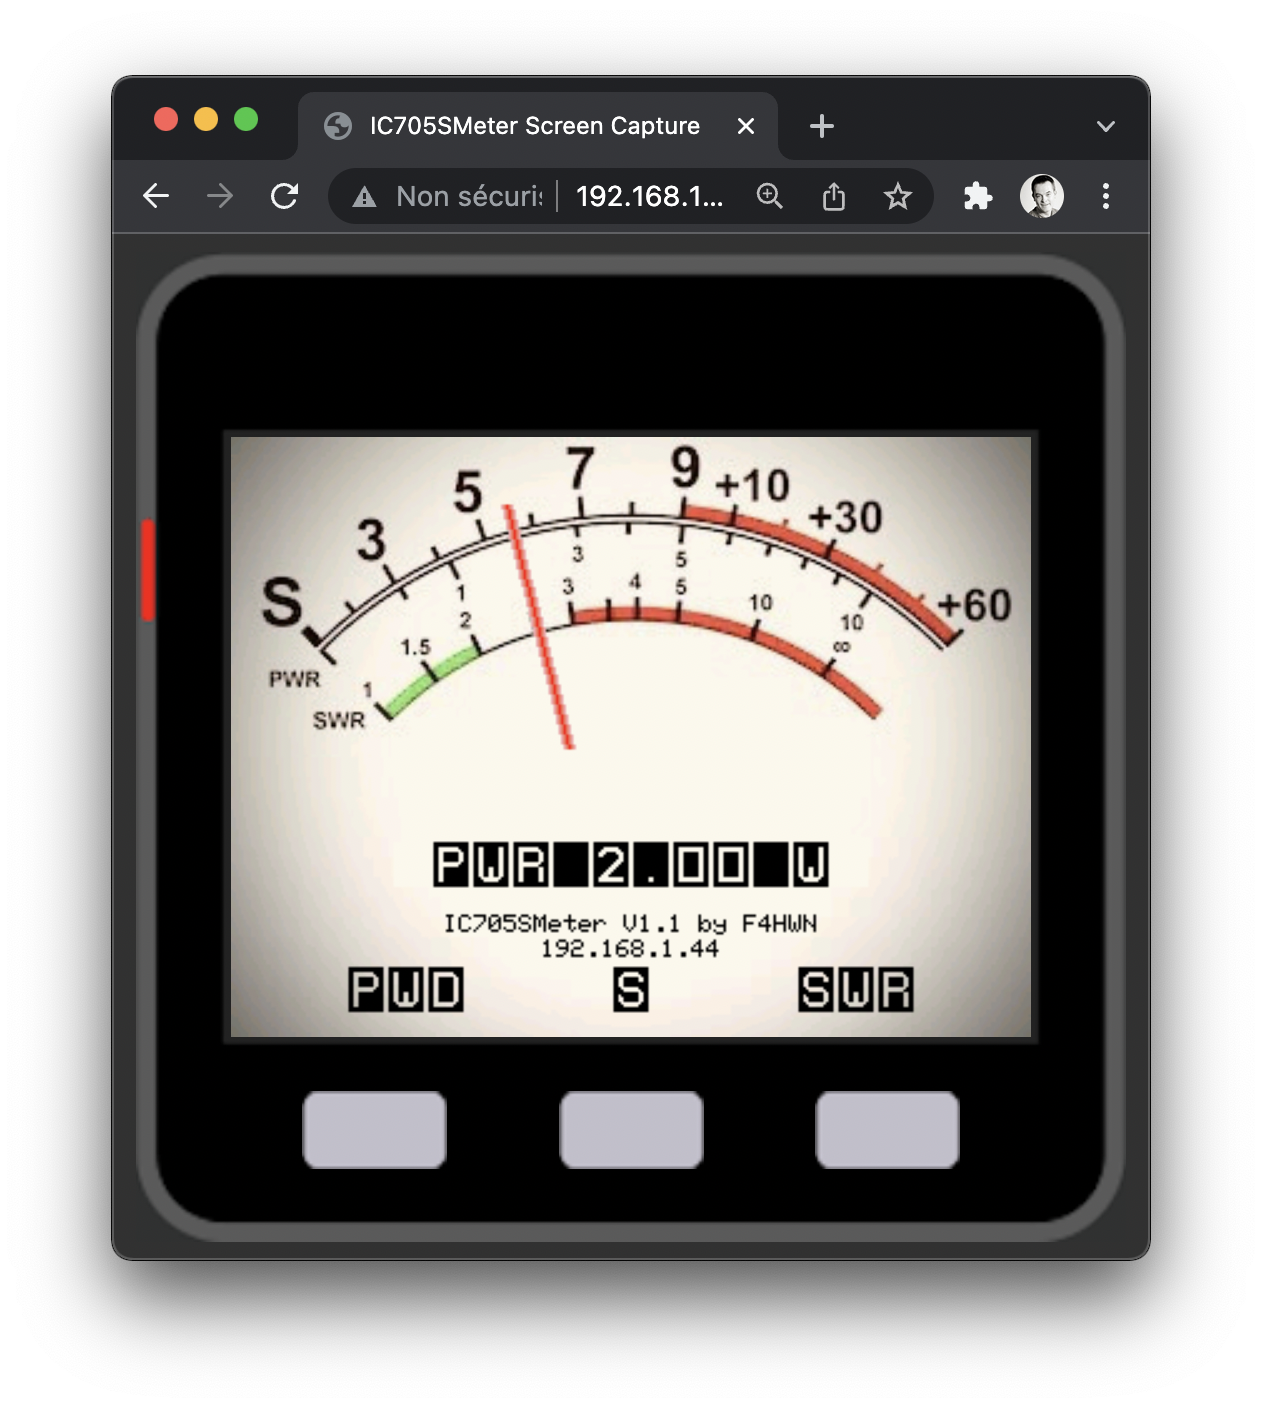 IC705SMeter Screen Capture
Non sécuri
192.168.1...
S 3 5 7 9 +10 +30 +60
1 3 5 10
PWR
1 1.5 2 3 4 5 10 ∞
SWR
PWR 2.00 W
IC705SMeter V1.1 by F4HWN
192.168.1.44
PWD S SWR